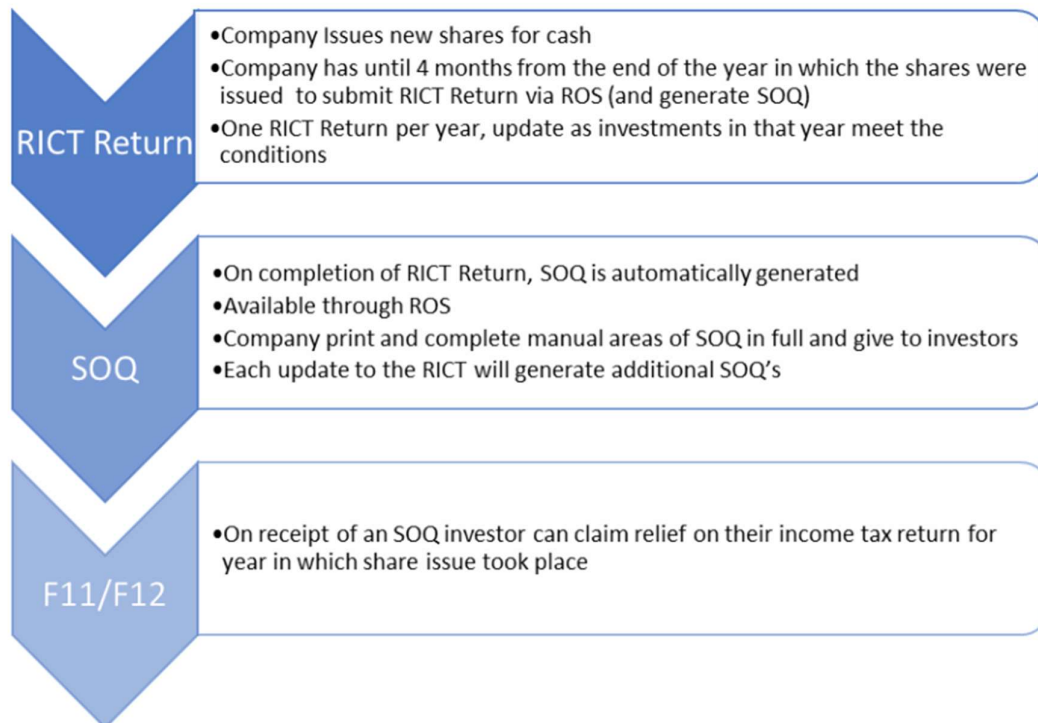 RICT Return
•Company Issues new shares for cash
•Company has until 4 months from the end of the year in which the shares were
issued to submit RICT Return via ROS (and generate SOQ)
•One RICT Return per year, update as investments in that year meet the
conditions
SOQ
•On completion of RICT Return, SOQ is automatically generated
•Available through ROS
•Company print and complete manual areas of SOQ in full and give to investors
•Each update to the RICT will generate additional SOQ’s
F11/F12
•On receipt of an SOQ investor can claim relief on their income tax return for
year in which share issue took place